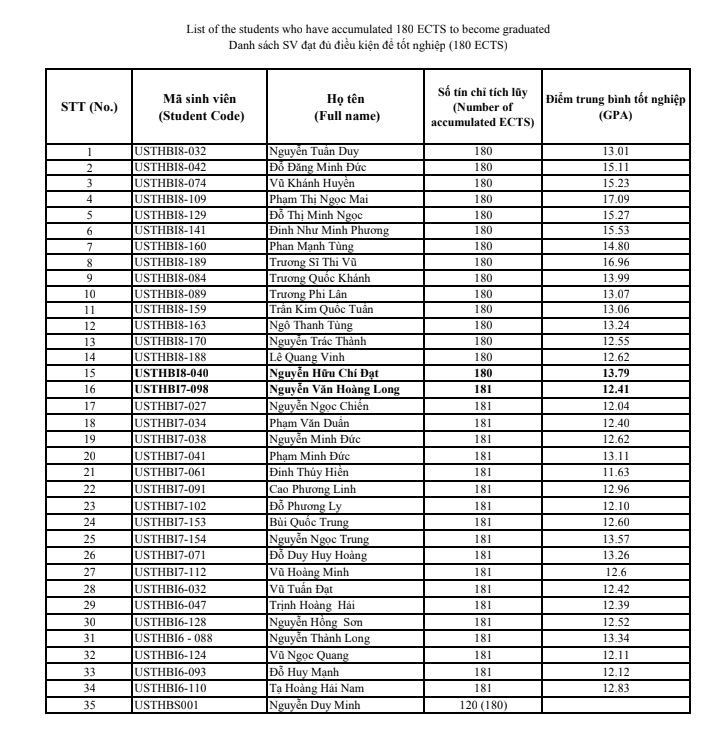 List of the students who have accumulated 180 ECTS to become graduated
Danh sách SV đạt đủ điều kiện để tốt nghiệp (180 ECTS)
STT (No.) Mã sinh viên (Student Code) Họ tên (Full name) Số tín chỉ tích lũy (Number of accumulated ECTS) Điểm trung bình tốt nghiệp (GPA)
1 USTHBI8-032 Nguyễn Tuấn Duy 180 13.01
2 USTHBI8-042 Đỗ Đăng Minh Đức 180 15.11
3 USTHBI8-074 Vũ Khánh Huyền 180 15.23
4 USTHBI8-109 Phạm Thị Ngọc Mai 180 17.09
5 USTHBI8-129 Đỗ Thị Minh Ngọc 180 15.27
6 USTHBI8-141 Đinh Như Minh Phương 180 15.53
7 USTHBI8-160 Phan Mạnh Tùng 180 14.80
8 USTHBI8-189 Trương Sĩ Thi Vũ 180 16.96
9 USTHBI8-084 Trương Quốc Khánh 180 13.99
10 USTHBI8-089 Trương Phi Lân 180 13.07
11 USTHBI8-159 Trần Kim Quốc Tuấn 180 13.06
12 USTHBI8-163 Ngô Thanh Tùng 180 13.24
13 USTHBI8-170 Nguyễn Trác Thành 180 12.55
14 USTHBI8-188 Lê Quang Vinh 180 12.62
15 USTHBI8-040 Nguyễn Hữu Chí Đạt 180 13.79
16 USTHBI7-098 Nguyễn Văn Hoàng Long 181 12.41
17 USTHBI7-027 Nguyễn Ngọc Chiến 181 12.04
18 USTHBI7-034 Phạm Văn Duẩn 181 12.40
19 USTHBI7-038 Nguyễn Minh Đức 181 12.62
20 USTHBI7-041 Phạm Minh Đức 181 13.11
21 USTHBI7-061 Đinh Thúy Hiền 181 11.63
22 USTHBI7-091 Cao Phương Linh 181 12.96
23 USTHBI7-102 Đỗ Phương Ly 181 12.10
24 USTHBI7-153 Bùi Quốc Trung 181 12.60
25 USTHBI7-154 Nguyễn Ngọc Trung 181 13.57
26 USTHBI7-071 Đỗ Duy Huy Hoàng 181 13.26
27 USTHBI7-112 Vũ Hoàng Minh 181 12.6
28 USTHBI6-032 Vũ Tuấn Đạt 181 12.42
29 USTHBI6-047 Trịnh Hoàng Hải 181 12.39
30 USTHBI6-128 Nguyễn Hồng Sơn 181 12.52
31 USTHBI6 - 088 Nguyễn Thành Long 181 13.34
32 USTHBI6-124 Vũ Ngọc Quang 181 12.11
33 USTHBI6-093 Đỗ Huy Mạnh 181 12.12
34 USTHBI6-110 Tạ Hoàng Hải Nam 181 12.83
35 USTHBS001 Nguyễn Duy Minh 120 (180)